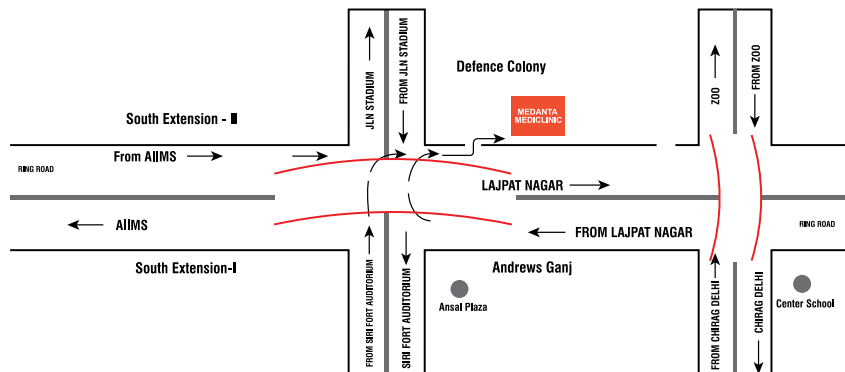 JLN STADIUM
FROM JLN STADIUM
Defence Colony
ZOO
FROM ZOO
MEDANTA
MEDICLINIC
South Extension - II
From AIIMS
RING ROAD
LAJPAT NAGAR
AIIMS
FROM LAJPAT NAGAR
RING ROAD
South Extension-I
FROM SIRI FORT AUDITORIUM
SIRI FORT AUDITORIUM
Andrews Ganj
Ansal Plaza
FROM CHIRAG DELHI
CHIRAG DELHI
Center School